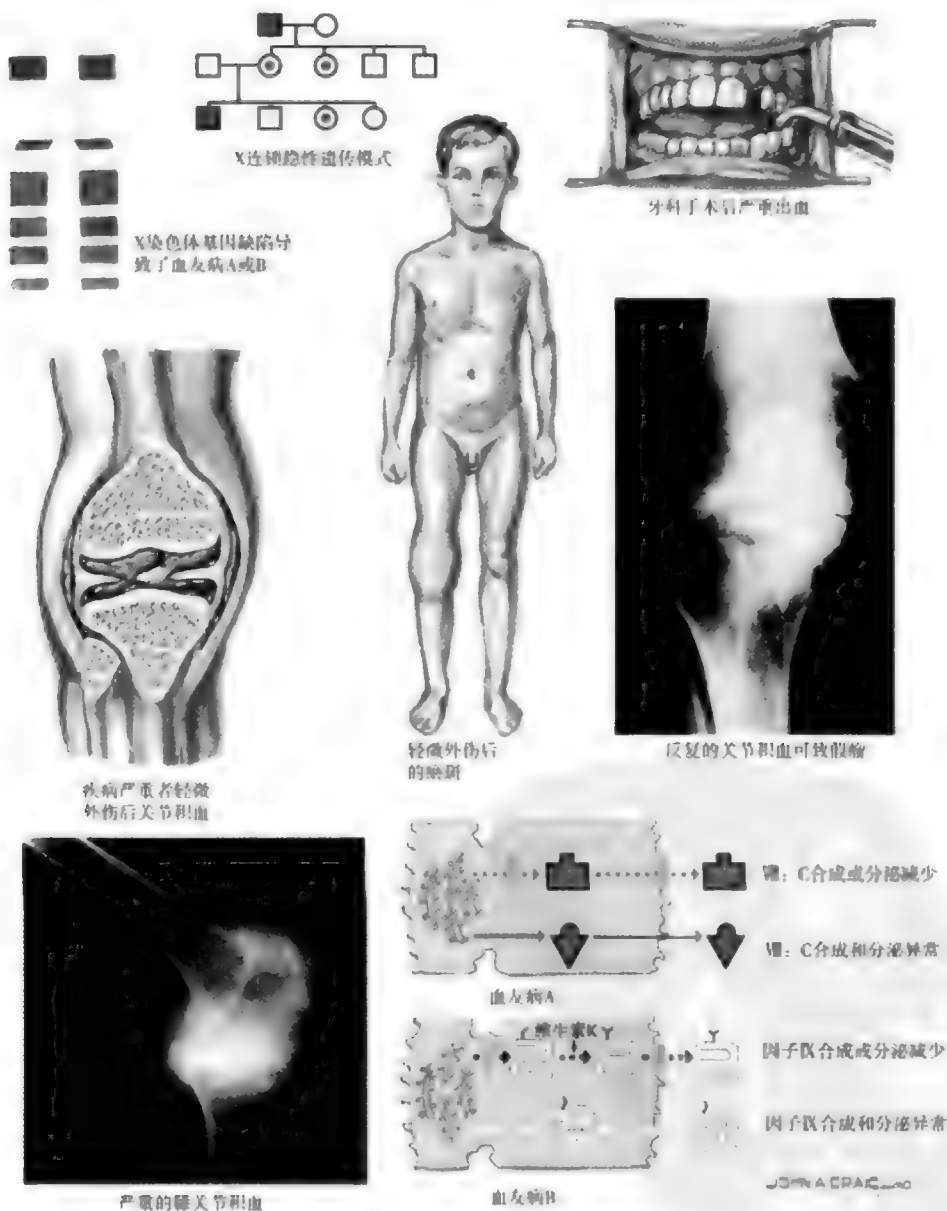 X连锁隐性遗传模式
牙科手术后严重出血
X染色体基因缺陷导
致了血友病A或B
轻微外伤后
的瘀斑
反复的关节积血可致假瘤
疾病严重者轻微
外伤后关节积血
Ⅷ：C合成或分泌减少
Ⅷ：C合成和分泌异常
血友病A
维生素K
因子Ⅸ合成或分泌减少
因子Ⅸ合成和分泌异常
血友病B
严重的膝关节积血
JOHN A CRAIG